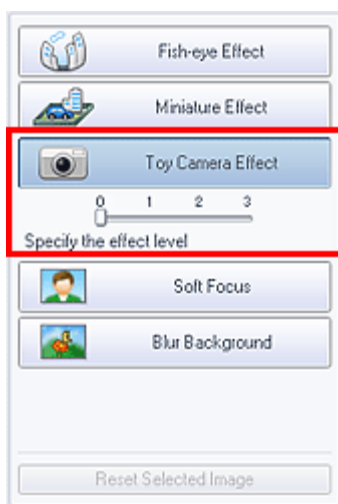 Fish-eye Effect
Miniature Effect
Toy Camera Effect
0 1 2 3
Specify the effect level
Soft Focus
Blur Background
Reset Selected Image